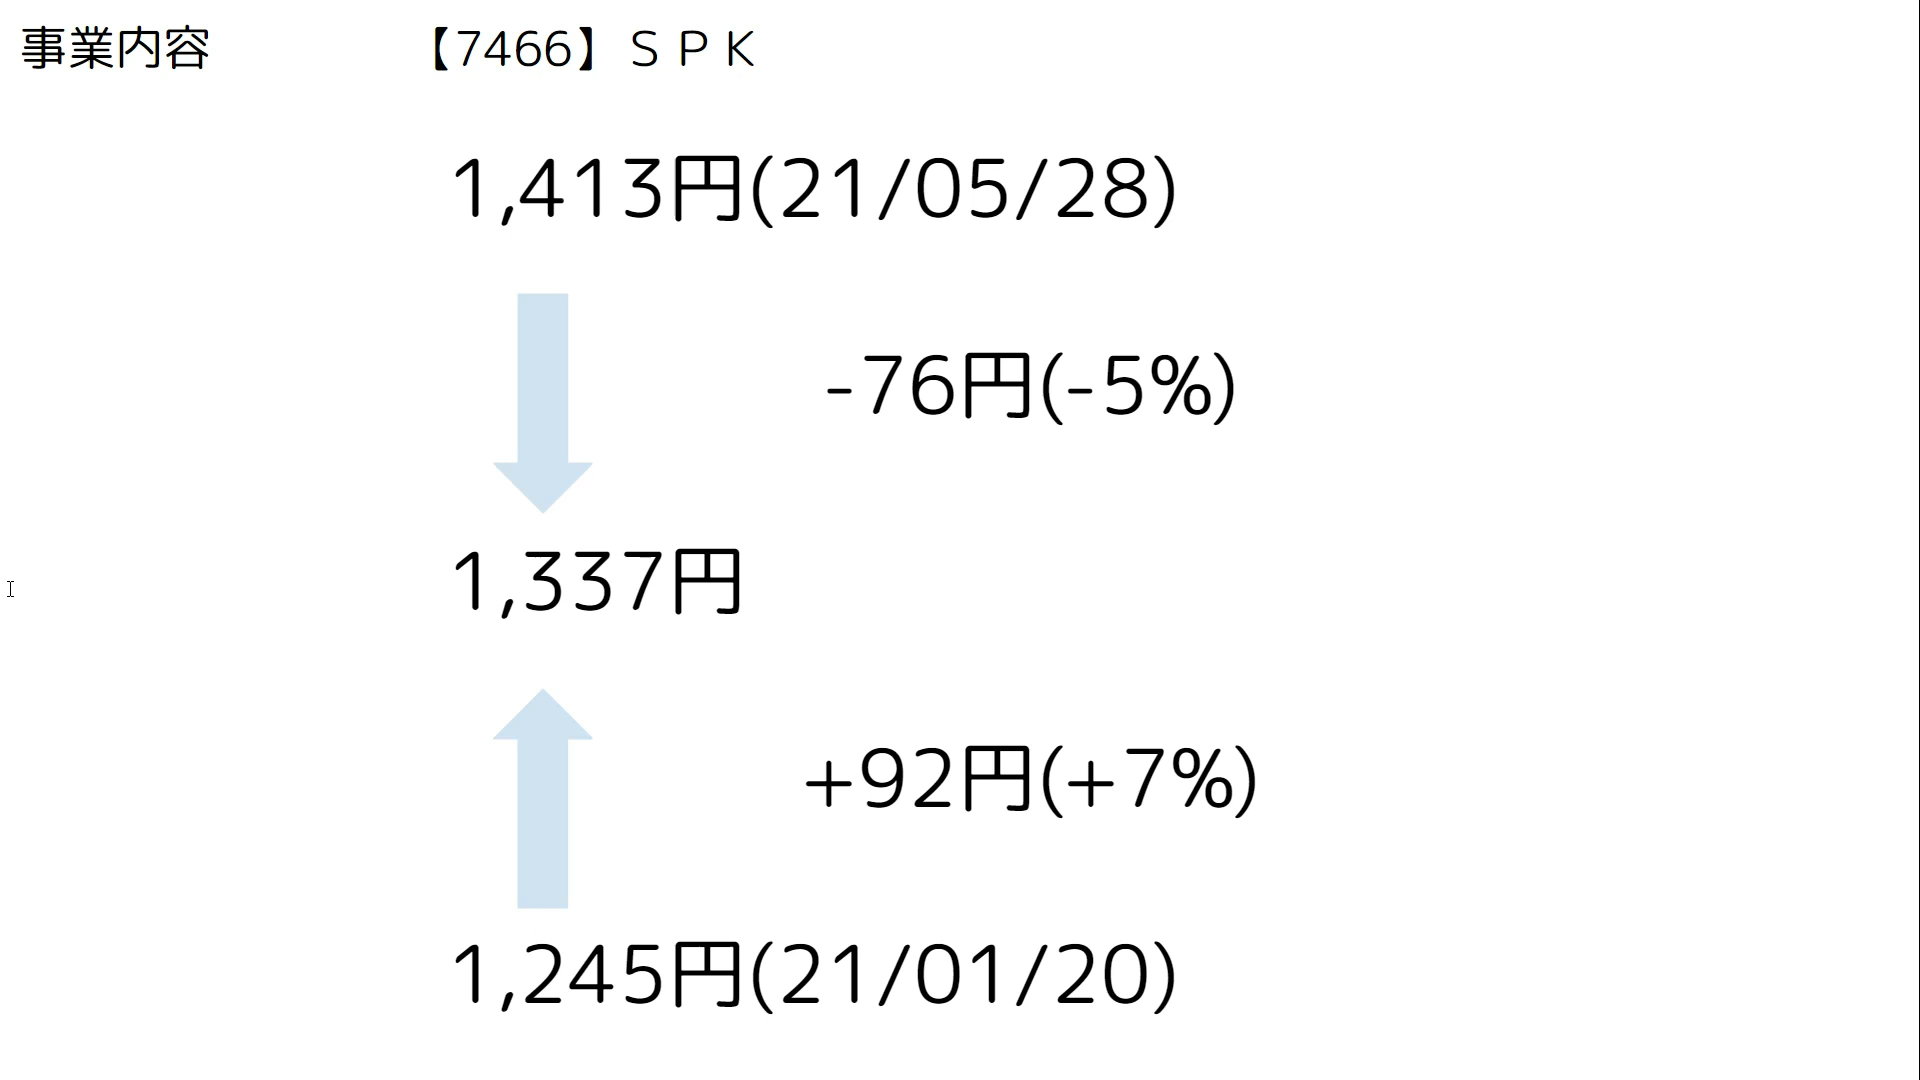 事業内容 【7466】ＳＰＫ
1,413円(21/05/28)
-76円(-5%)
1,337円
+92円(+7%)
1,245円(21/01/20)